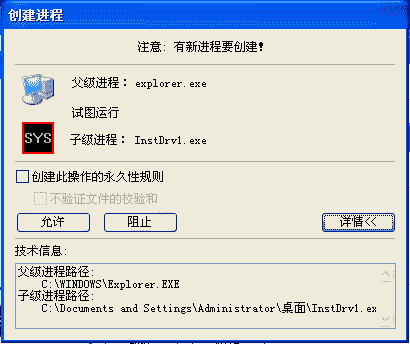 创建进程
注意: 有新进程要创建!
父级进程: explorer.exe
试图运行
SYS
子级进程: InstDrv1.exe
创建此操作的永久性规则
不验证文件的校验和
允许
阻止
详情<<
技术信息:
父级进程路径:
C:\WINDOWS\Explorer.EXE
子级进程路径:
C:\Documents and Settings\Administrator\桌面\InstDrv1.ex